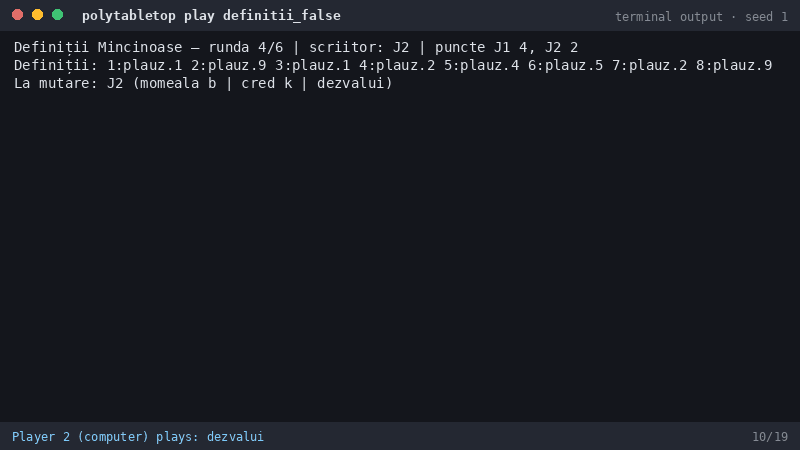 polytabletop play definitii_false
terminal output · seed 1
Definiții Mincinoase — runda 4/6 | scriitor: J2 | puncte J1 4, J2 2
Definiții: 1:plauz.1 2:plauz.9 3:plauz.1 4:plauz.2 5:plauz.4 6:plauz.5 7:plauz.2 8:plauz.9
La mutare: J2 (momeala b | cred k | dezvalui)
Player 2 (computer) plays: dezvalui
10/19